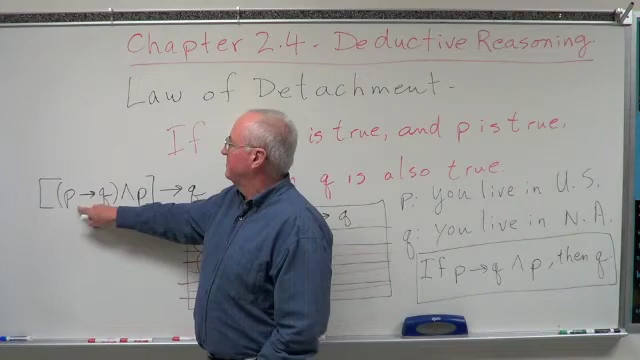 Chapter 2.4 - Deductive Reasoning
Law of Detachment -
If is true, and p is true,
q is also true.
[(p→q)∧p] → q
→ q
p: you live in U.S.
q: you live in N.A.
If p→q ∧ p, then q